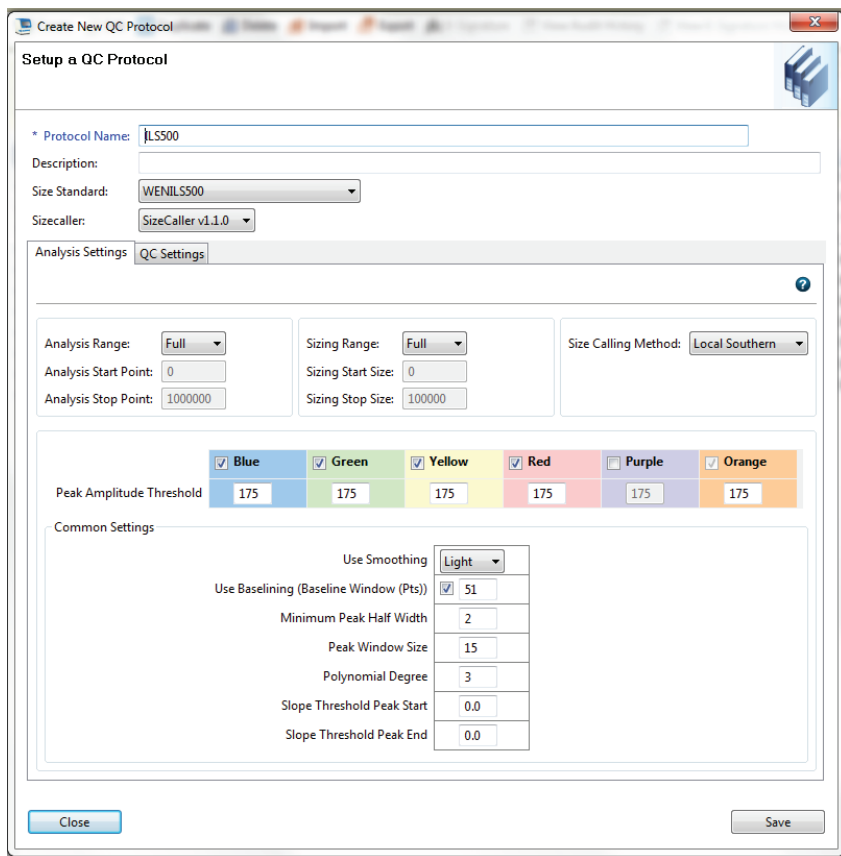 Create New QC Protocol
Setup a QC Protocol
* Protocol Name: ILS500
Description:
Size Standard: WENILS500
Sizecaller: SizeCaller v1.1.0
Analysis Settings QC Settings
?
Analysis Range: Full Sizing Range: Full Size Calling Method: Local Southern
Analysis Start Point: 0 Sizing Start Size: 0
Analysis Stop Point: 1000000 Sizing Stop Size: 100000
Blue Green Yellow Red Purple Orange
Peak Amplitude Threshold 175 175 175 175 175 175
Common Settings
Use Smoothing Light
Use Baselining (Baseline Window (Pts)) 51
Minimum Peak Half Width 2
Peak Window Size 15
Polynomial Degree 3
Slope Threshold Peak Start 0.0
Slope Threshold Peak End 0.0
Close Save